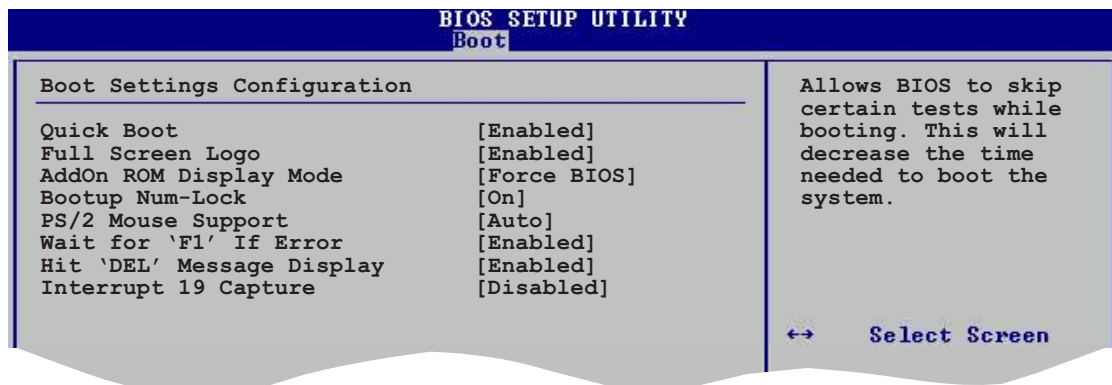 BIOS SETUP UTILITY
Boot
Boot Settings Configuration
Quick Boot [Enabled]
Full Screen Logo [Enabled]
AddOn ROM Display Mode [Force BIOS]
Bootup Num-Lock [On]
PS/2 Mouse Support [Auto]
Wait for ‘F1’ If Error [Enabled]
Hit ‘DEL’ Message Display [Enabled]
Interrupt 19 Capture [Disabled]
Allows BIOS to skip
certain tests while
booting. This will
decrease the time
needed to boot the
system.
↔ Select Screen